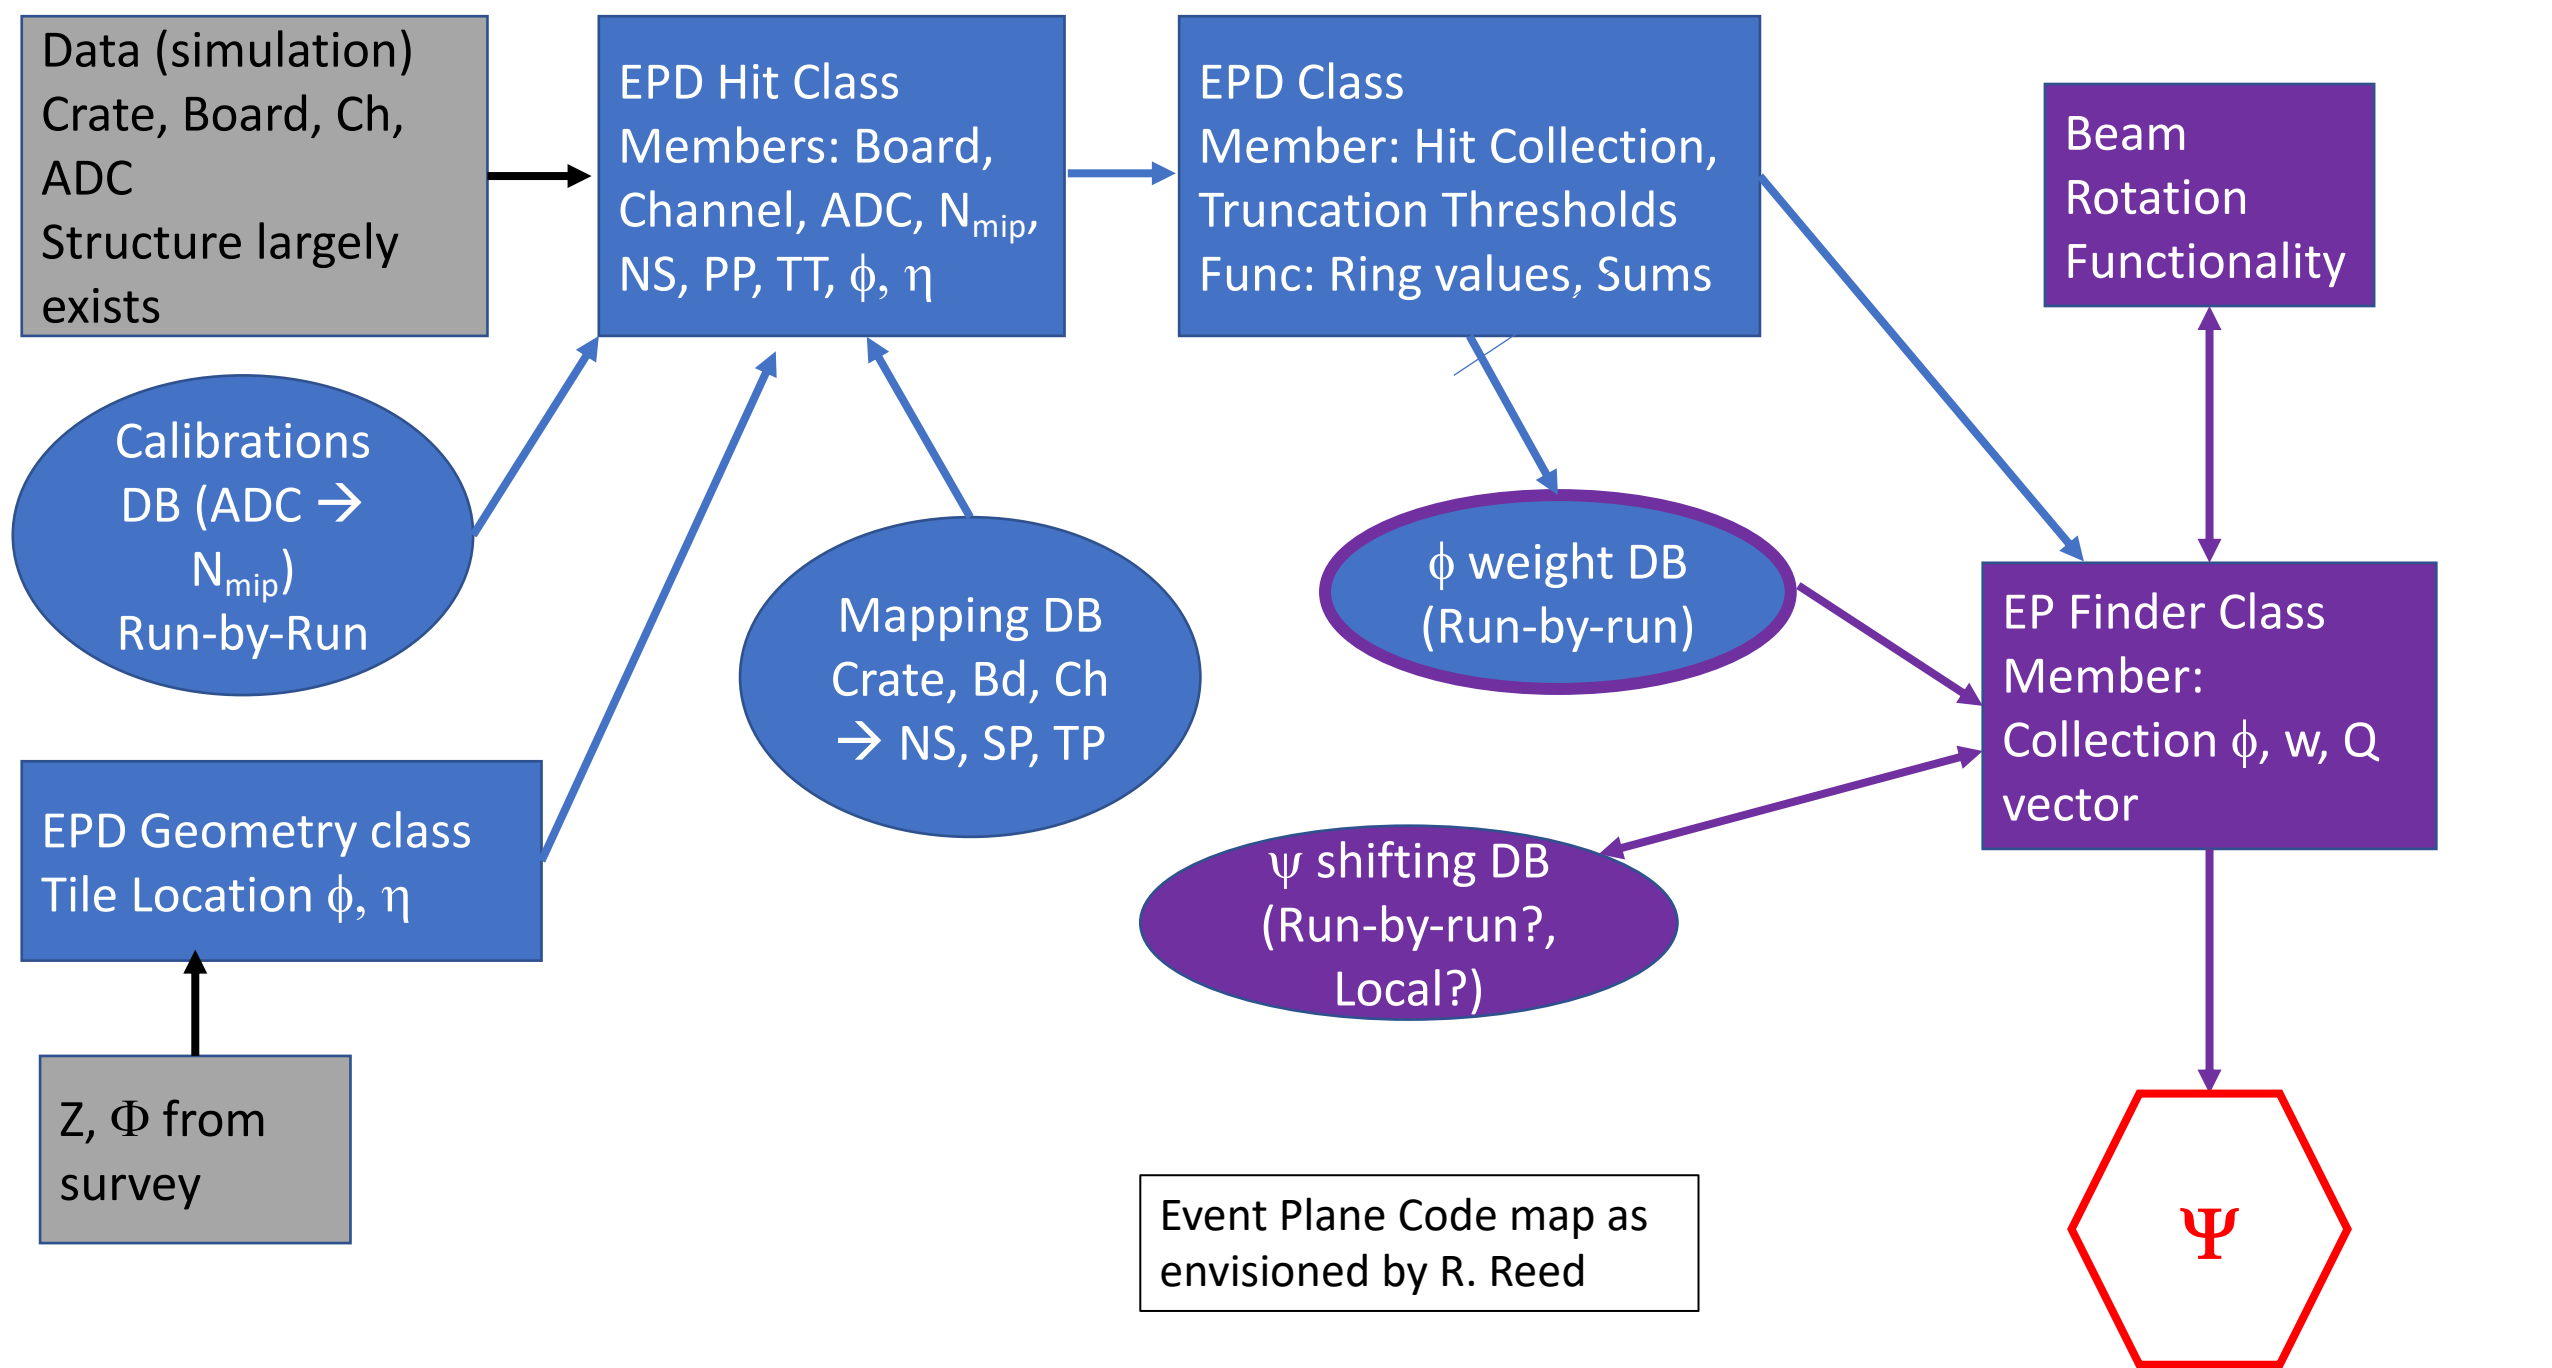 Data (simulation)
Crate, Board, Ch,
ADC
Structure largely
exists
EPD Hit Class
Members: Board,
Channel, ADC, Nmip,
NS, PP, TT, ϕ, η
EPD Class
Member: Hit Collection,
Truncation Thresholds
Func: Ring values, Sums
Beam
Rotation
Functionality
Calibrations
DB (ADC →
Nmip)
Run-by-Run
Mapping DB
Crate, Bd, Ch
→ NS, SP, TP
ϕ weight DB
(Run-by-run)
EP Finder Class
Member:
Collection ϕ, w, Q
vector
EPD Geometry class
Tile Location ϕ, η
ψ shifting DB
(Run-by-run?,
Local?)
Z, Φ from
survey
Event Plane Code map as
envisioned by R. Reed
Ψ